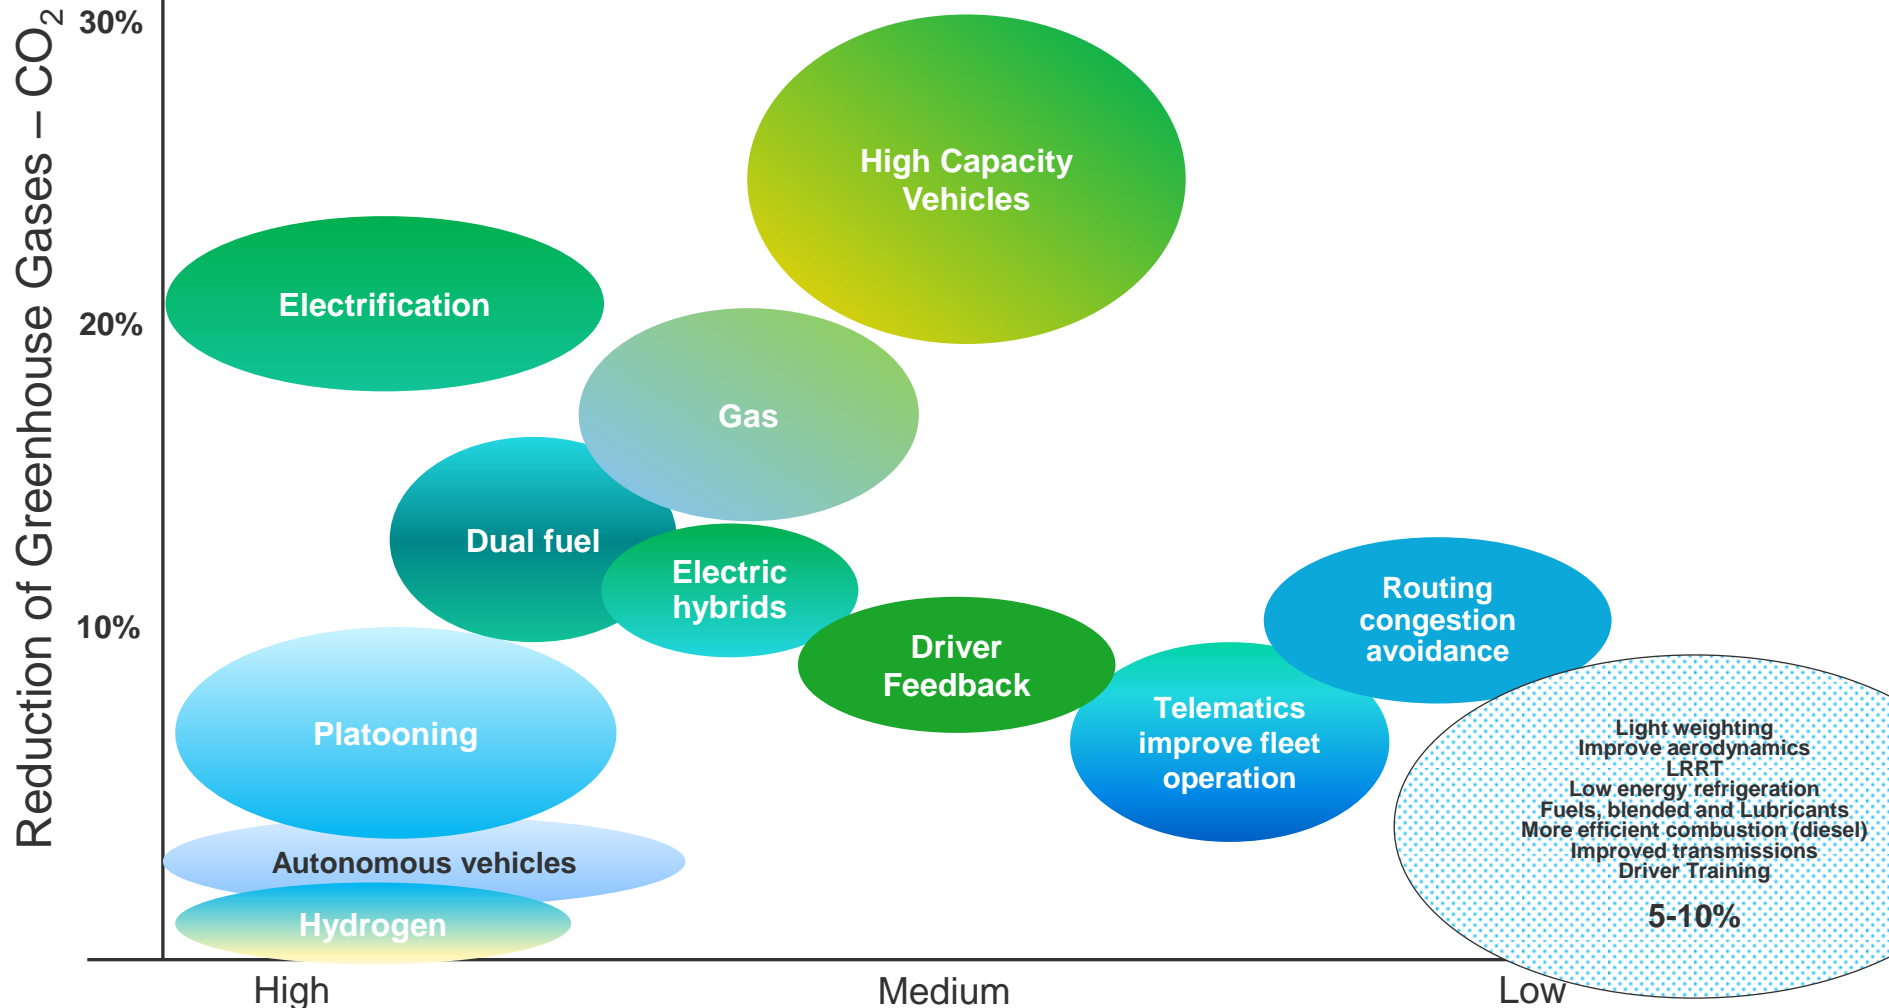 Reduction of Greenhouse Gases – CO₂
30%
20%
10%
High Capacity
Vehicles
Electrification
Gas
Dual fuel
Electric
hybrids
Driver
Feedback
Routing
congestion
avoidance
Telematics
improve fleet
operation
Platooning
Autonomous vehicles
Hydrogen
Light weighting
Improve aerodynamics
LRRT
Low energy refrigeration
Fuels, blended and Lubricants
More efficient combustion (diesel)
Improved transmissions
Driver Training
5-10%
High
Medium
Low